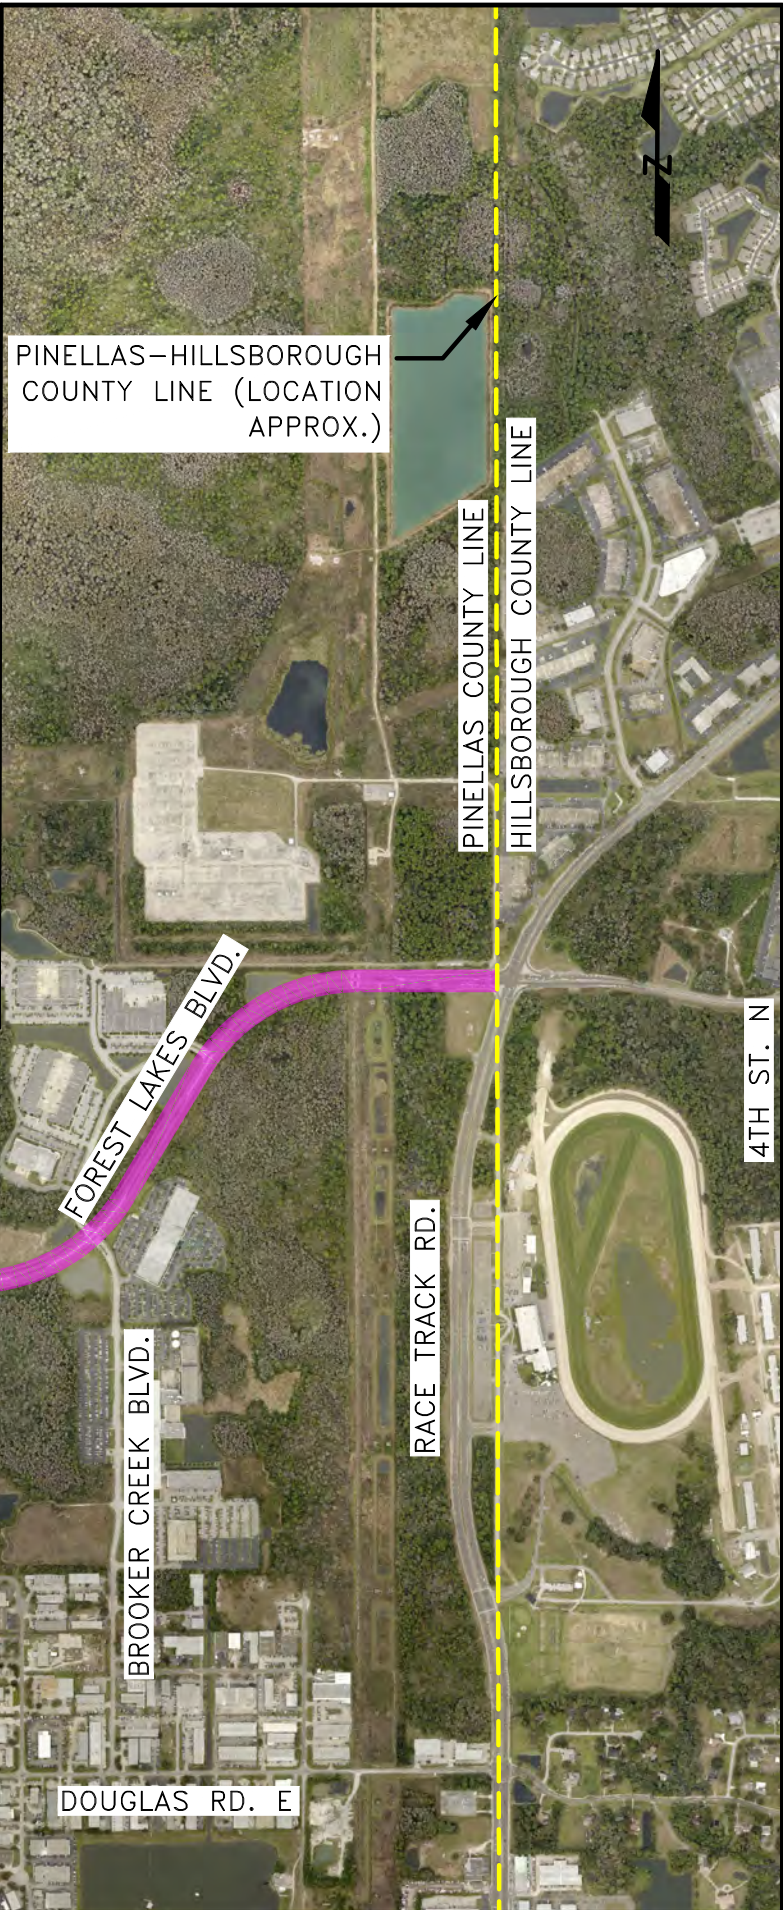 N
PINELLAS-HILLSBOROUGH
COUNTY LINE (LOCATION
APPROX.)
PINELLAS COUNTY LINE
HILLSBOROUGH COUNTY LINE
FOREST LAKES BLVD.
4TH ST. N
RACE TRACK RD.
BROOKER CREEK BLVD.
DOUGLAS RD. E